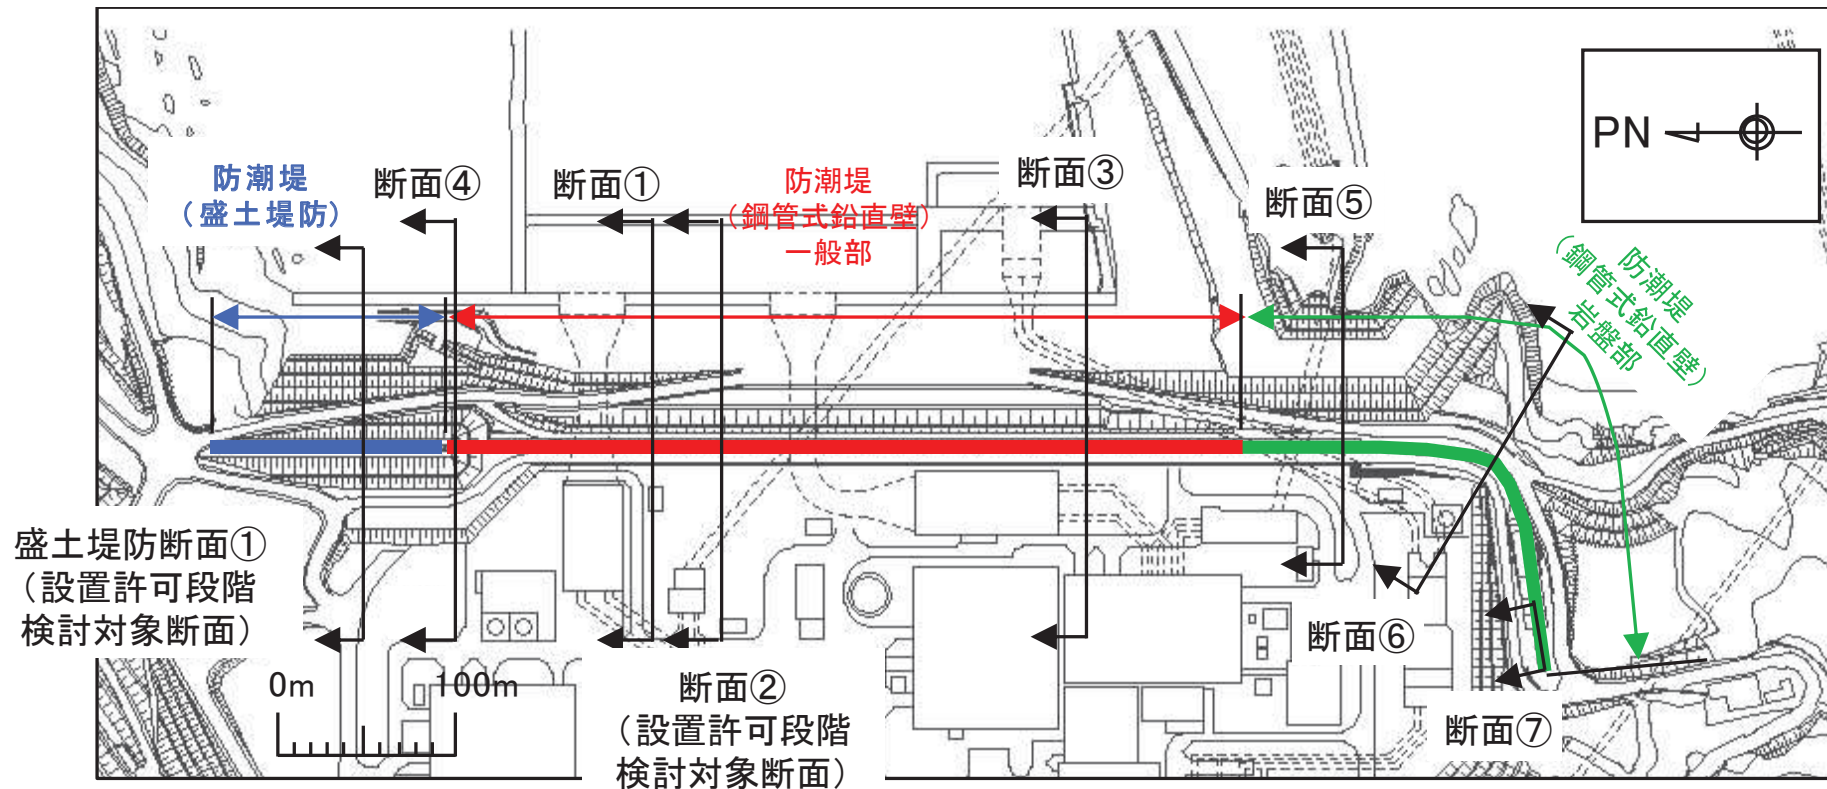 PN
防潮堤
（盛土堤防）
断面④
断面①
防潮堤
（鋼管式鉛直壁）
一般部
断面③
断面⑤
防潮堤
（鋼管式鉛直壁）
岩盤部
盛土堤防断面①
（設置許可段階
検討対象断面）
0m
100m
断面②
（設置許可段階
検討対象断面）
断面⑥
断面⑦